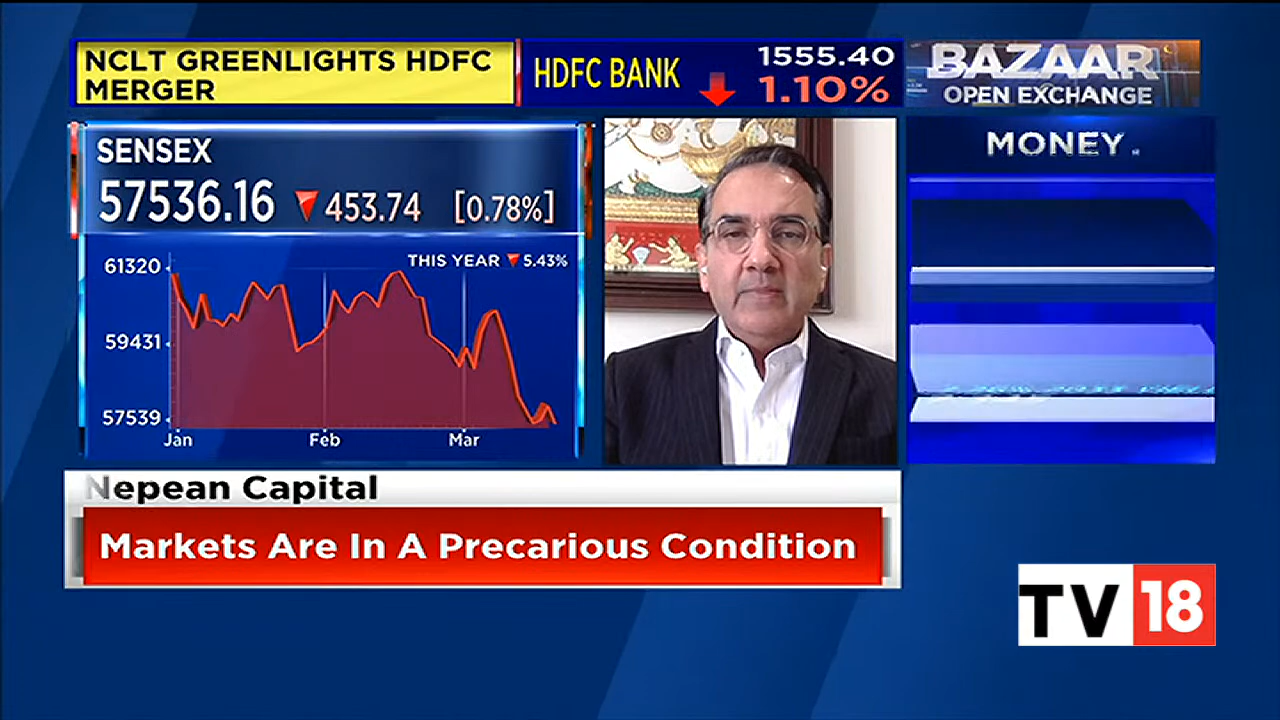 NCLT GREENLIGHTS HDFC
MERGER
HDFC BANK
1555.40
1.10%
BAZAAR
OPEN EXCHANGE
SENSEX
57536.16 453.74 [0.78%]
THIS YEAR 5.43%
61320
59431
57539
Jan Feb Mar
MONEY
Nepean Capital
Markets Are In A Precarious Condition
TV18